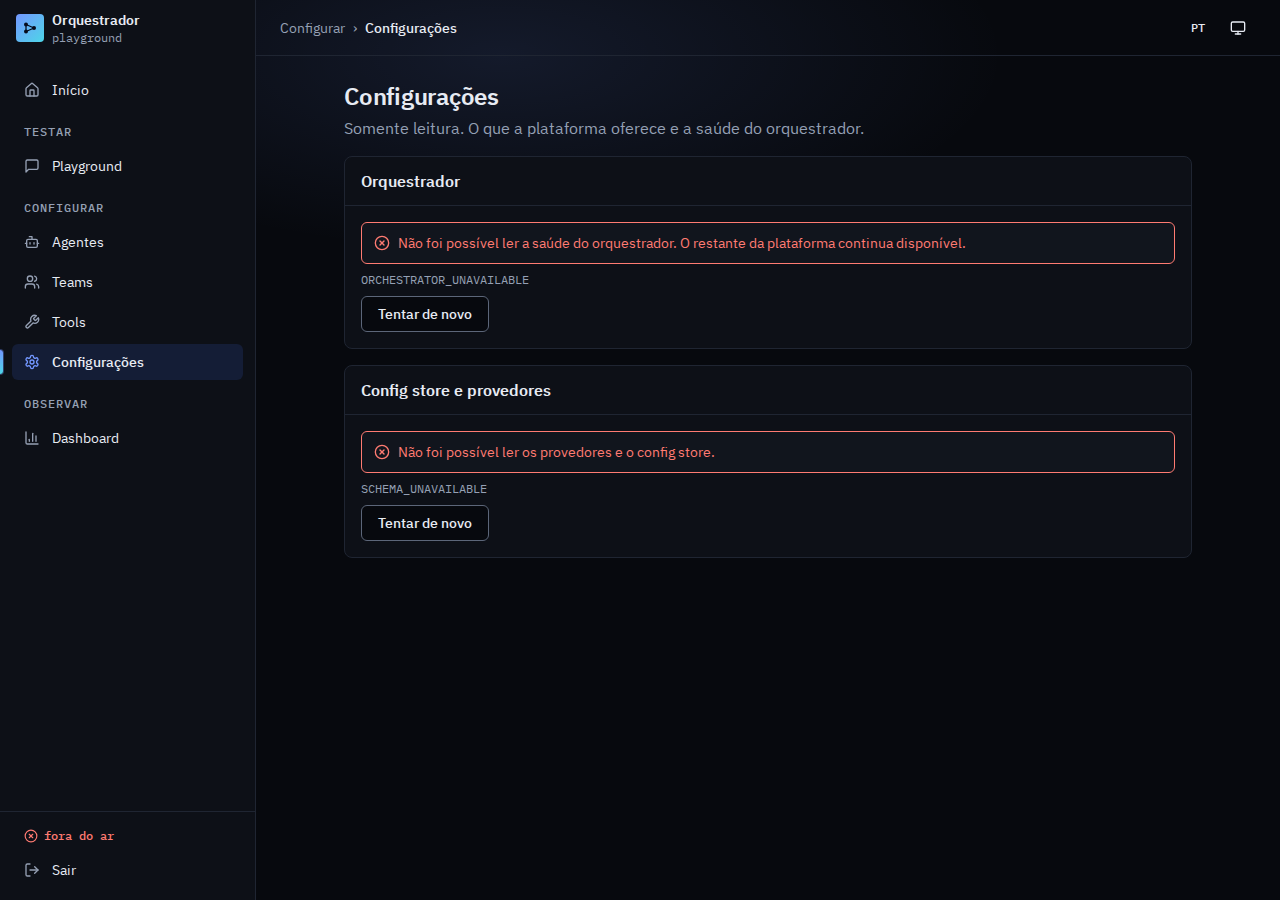 Orquestrador
playground
Início
TESTAR
Playground
CONFIGURAR
Agentes
Teams
Tools
Configurações
OBSERVAR
Dashboard
fora do ar
Sair
Configurar › Configurações
PT
Configurações
Somente leitura. O que a plataforma oferece e a saúde do orquestrador.
Orquestrador
Não foi possível ler a saúde do orquestrador. O restante da plataforma continua disponível.
ORCHESTRATOR_UNAVAILABLE
Tentar de novo
Config store e provedores
Não foi possível ler os provedores e o config store.
SCHEMA_UNAVAILABLE
Tentar de novo